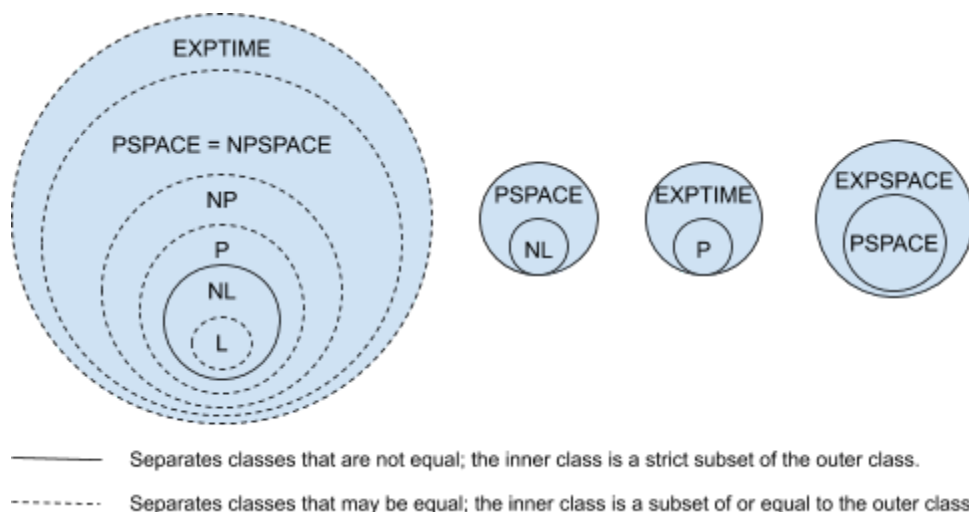 EXPTIME
PSPACE = NPSPACE
NP
P
NL
L
PSPACE
NL
EXPTIME
P
EXPSPACE
PSPACE
Separates classes that are not equal; the inner class is a strict subset of the outer class.
Separates classes that may be equal; the inner class is a subset of or equal to the outer class